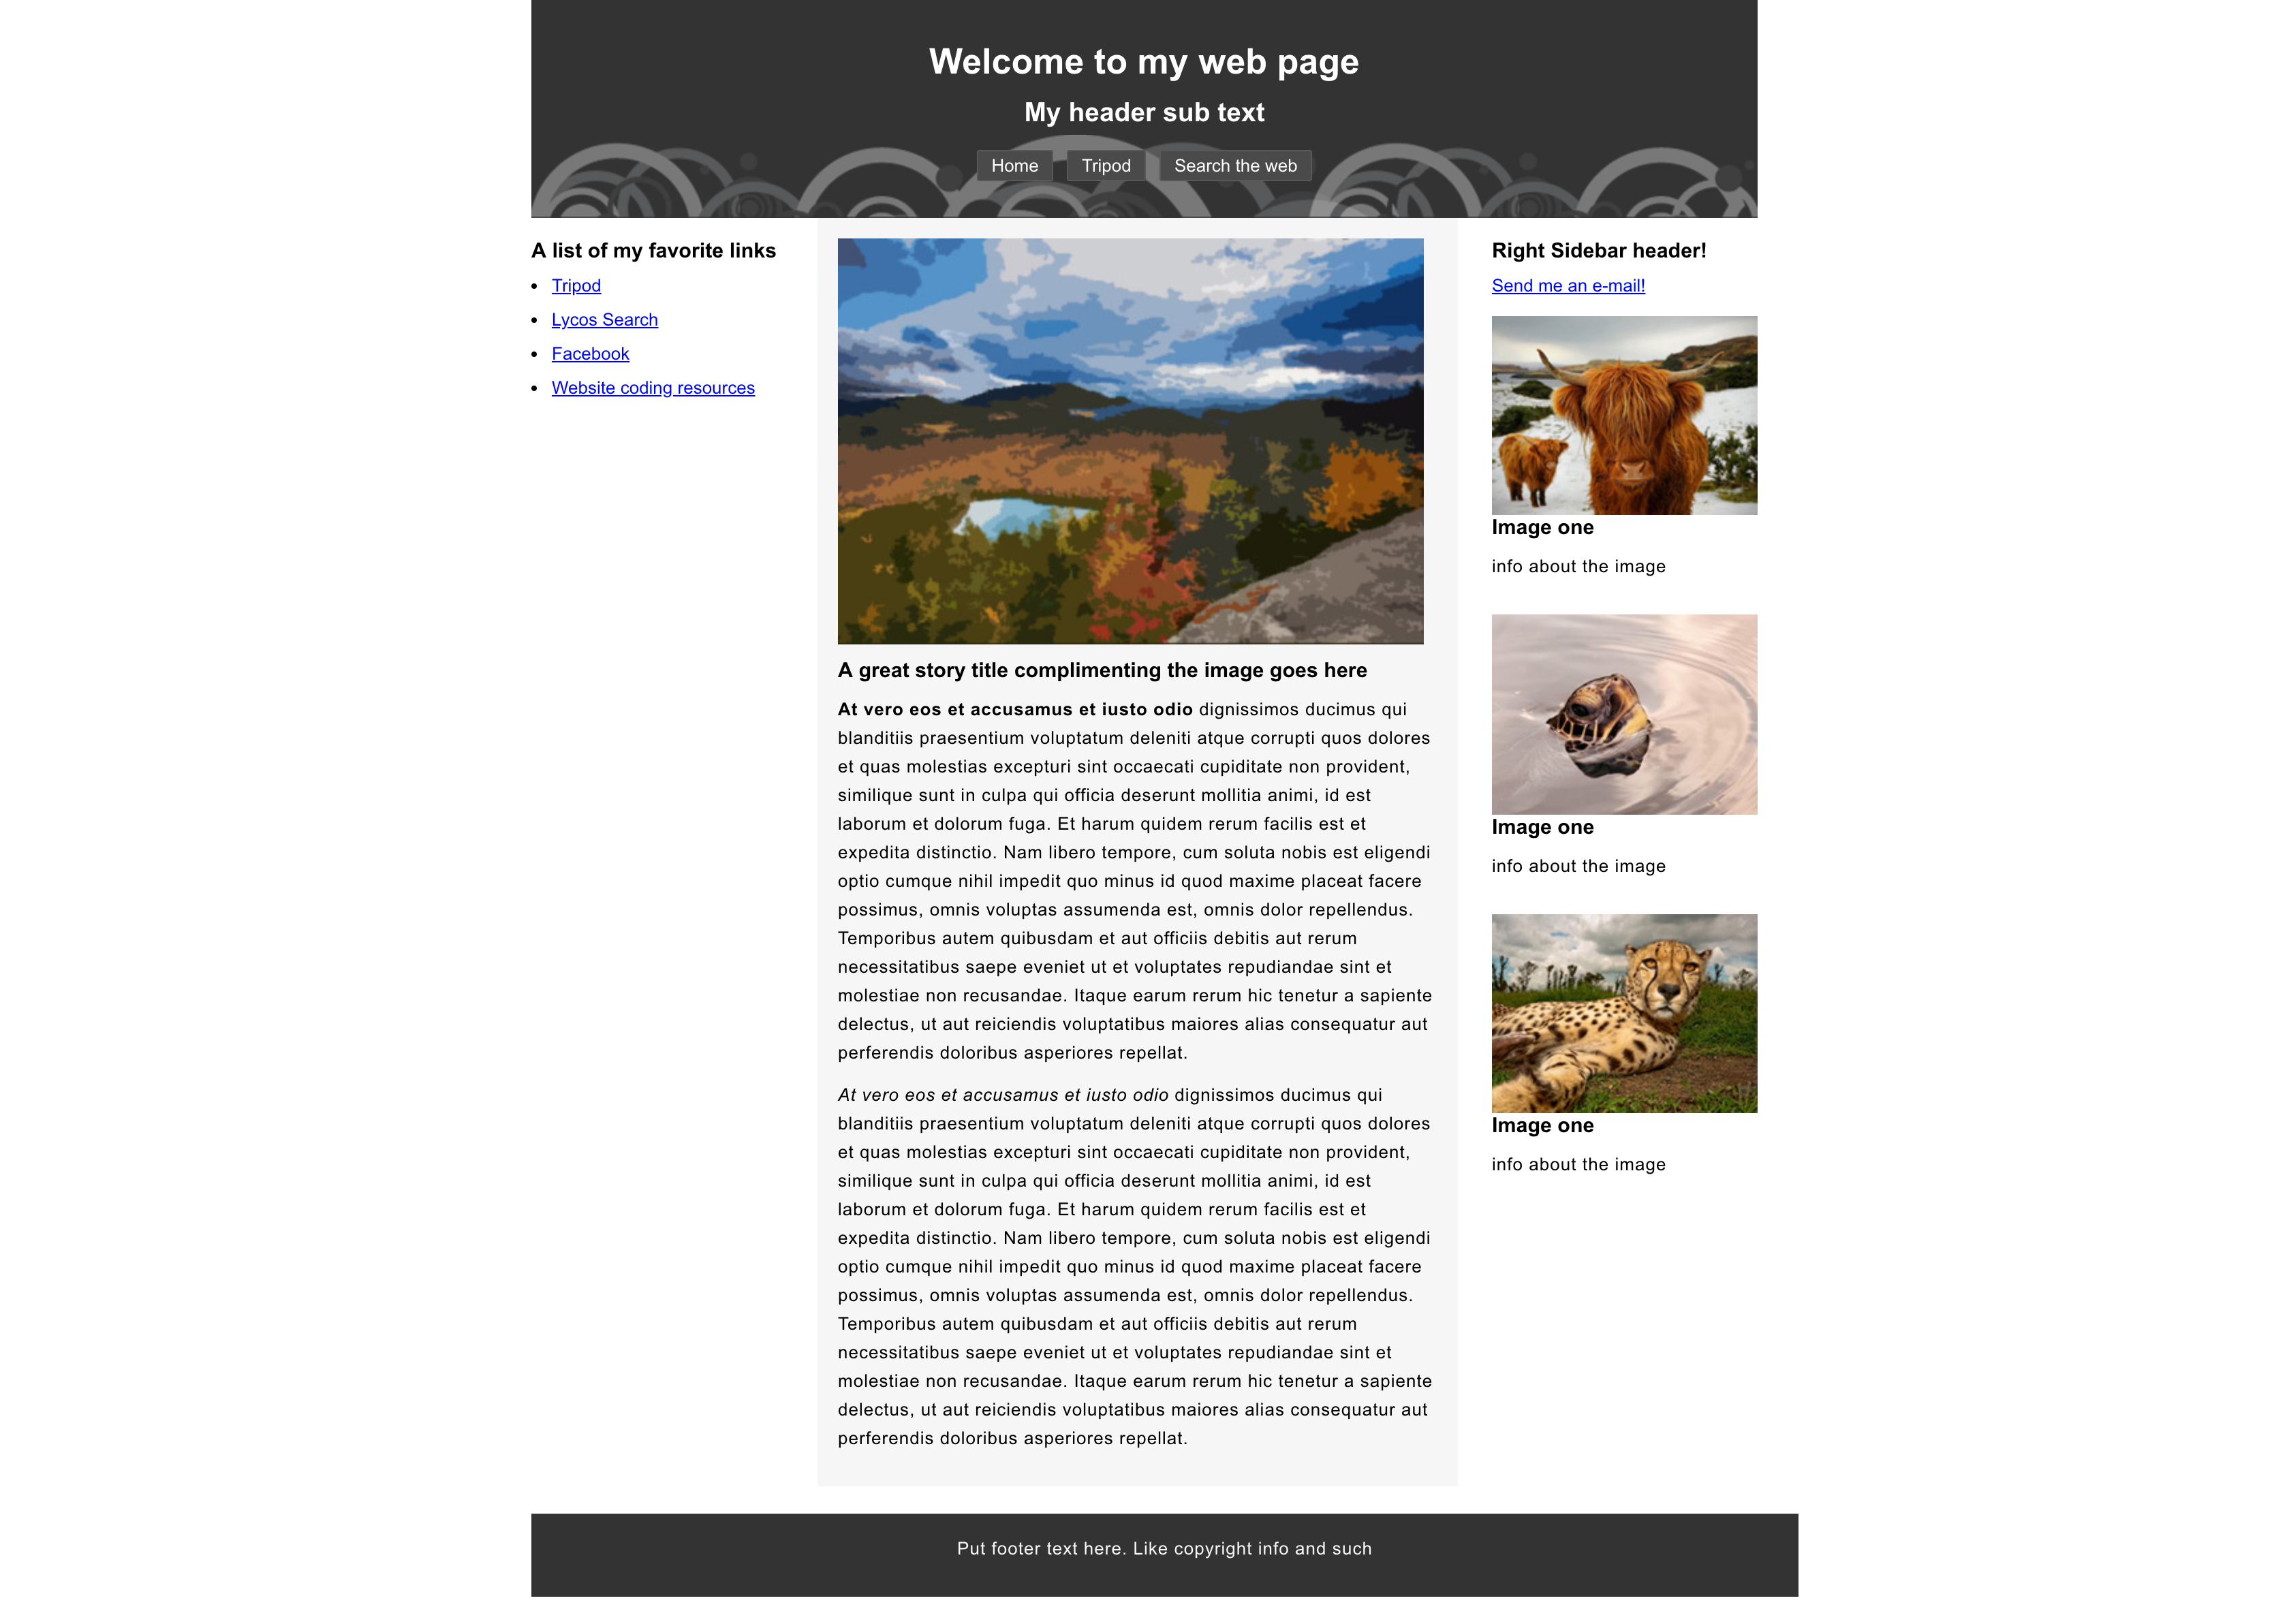 Welcome to my web page
My header sub text
Home
Tripod
Search the web
A list of my favorite links
Tripod
Lycos Search
Facebook
Website coding resources
A great story title complimenting the image goes here
At vero eos et accusamus et iusto odio dignissimos ducimus qui
blanditiis praesentium voluptatum deleniti atque corrupti quos dolores
et quas molestias excepturi sint occaecati cupiditate non provident,
similique sunt in culpa qui officia deserunt mollitia animi, id est
laborum et dolorum fuga. Et harum quidem rerum facilis est et
expedita distinctio. Nam libero tempore, cum soluta nobis est eligendi
optio cumque nihil impedit quo minus id quod maxime placeat facere
possimus, omnis voluptas assumenda est, omnis dolor repellendus.
Temporibus autem quibusdam et aut officiis debitis aut rerum
necessitatibus saepe eveniet ut et voluptates repudiandae sint et
molestiae non recusandae. Itaque earum rerum hic tenetur a sapiente
delectus, ut aut reiciendis voluptatibus maiores alias consequatur aut
perferendis doloribus asperiores repellat.
At vero eos et accusamus et iusto odio dignissimos ducimus qui
blanditiis praesentium voluptatum deleniti atque corrupti quos dolores
et quas molestias excepturi sint occaecati cupiditate non provident,
similique sunt in culpa qui officia deserunt mollitia animi, id est
laborum et dolorum fuga. Et harum quidem rerum facilis est et
expedita distinctio. Nam libero tempore, cum soluta nobis est eligendi
optio cumque nihil impedit quo minus id quod maxime placeat facere
possimus, omnis voluptas assumenda est, omnis dolor repellendus.
Temporibus autem quibusdam et aut officiis debitis aut rerum
necessitatibus saepe eveniet ut et voluptates repudiandae sint et
molestiae non recusandae. Itaque earum rerum hic tenetur a sapiente
delectus, ut aut reiciendis voluptatibus maiores alias consequatur aut
perferendis doloribus asperiores repellat.
Right Sidebar header!
Send me an e-mail!
Image one
info about the image
Image one
info about the image
Image one
info about the image
Put footer text here. Like copyright info and such